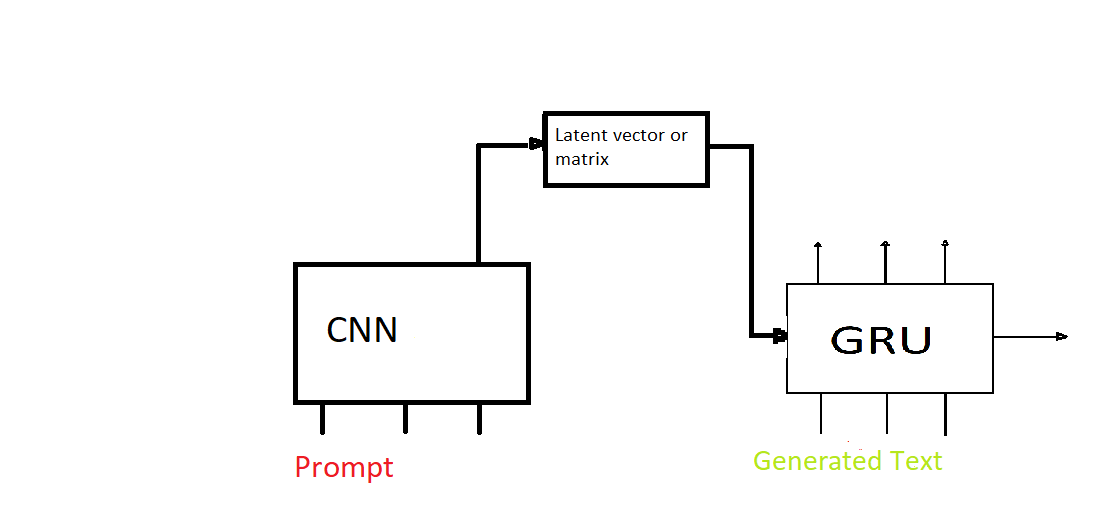 Latent vector or
matrix
CNN
GRU
Prompt
Generated Text